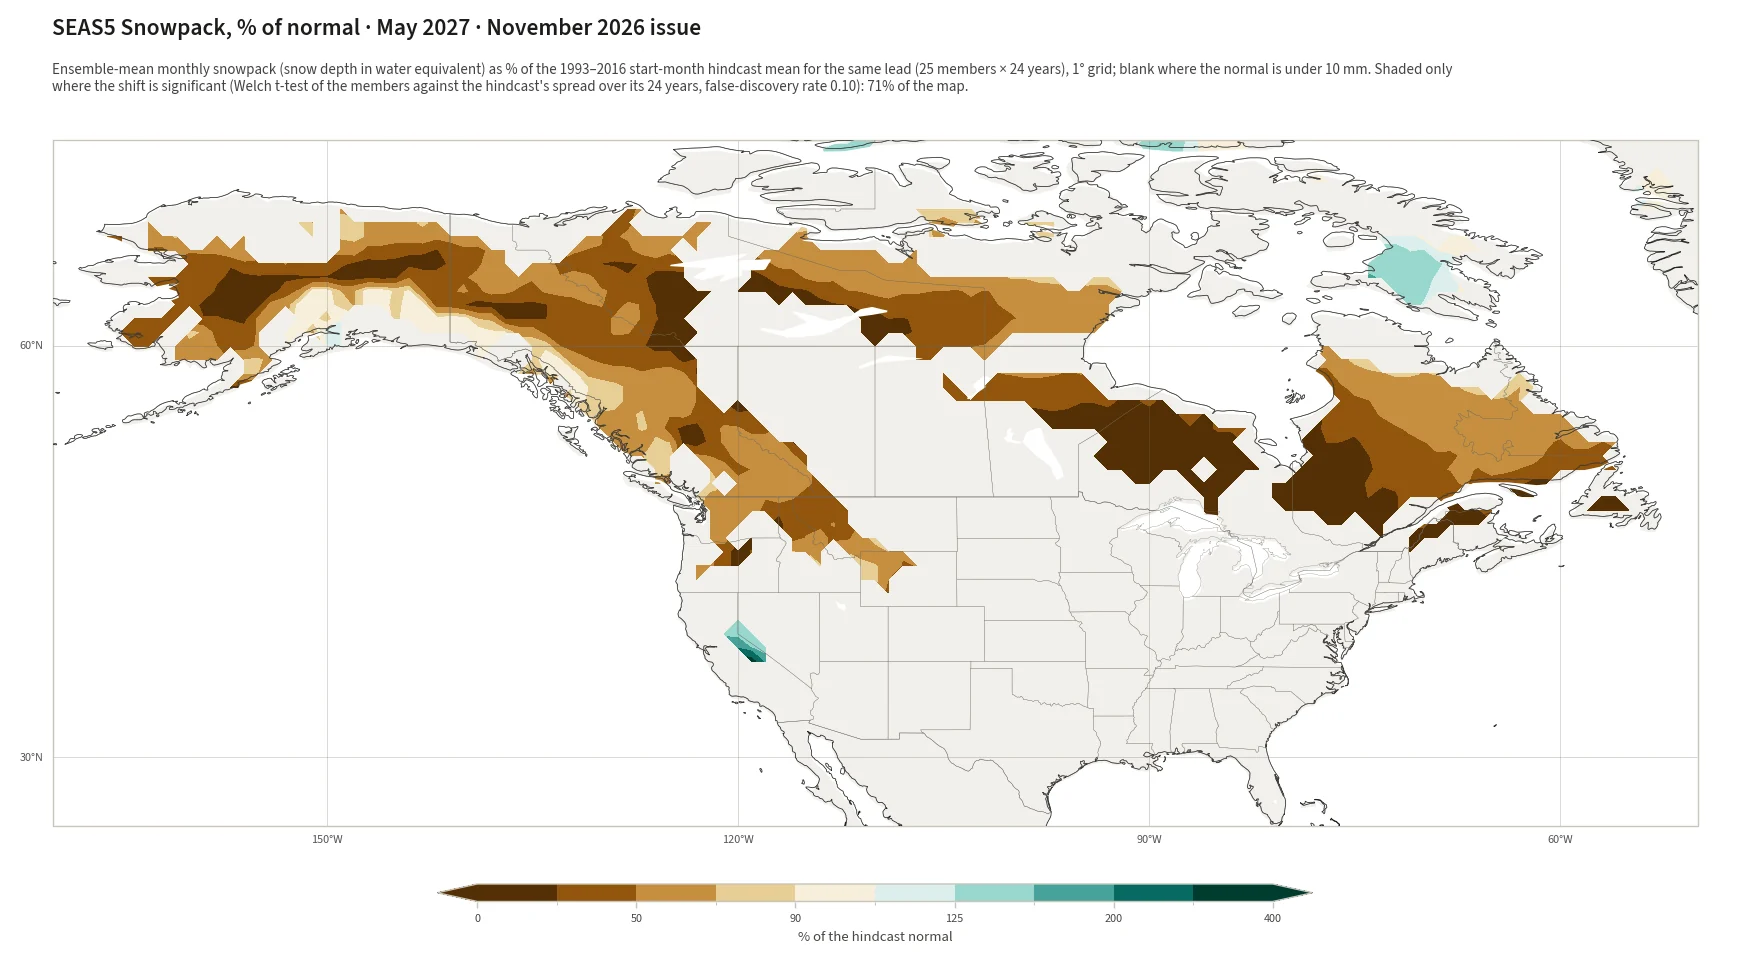 SEAS5 Snowpack, % of normal · May 2027 · November 2026 issue
Ensemble-mean monthly snowpack (snow depth in water equivalent) as % of the 1993–2016 start-month hindcast mean for the same lead (25 members × 24 years), 1° grid; blank where the normal is under 10 mm. Shaded only
where the shift is significant (Welch t-test of the members against the hindcast's spread over its 24 years, false-discovery rate 0.10): 71% of the map.
60°N
30°N
150°W 120°W 90°W 60°W
0 50 90 125 200 400
% of the hindcast normal